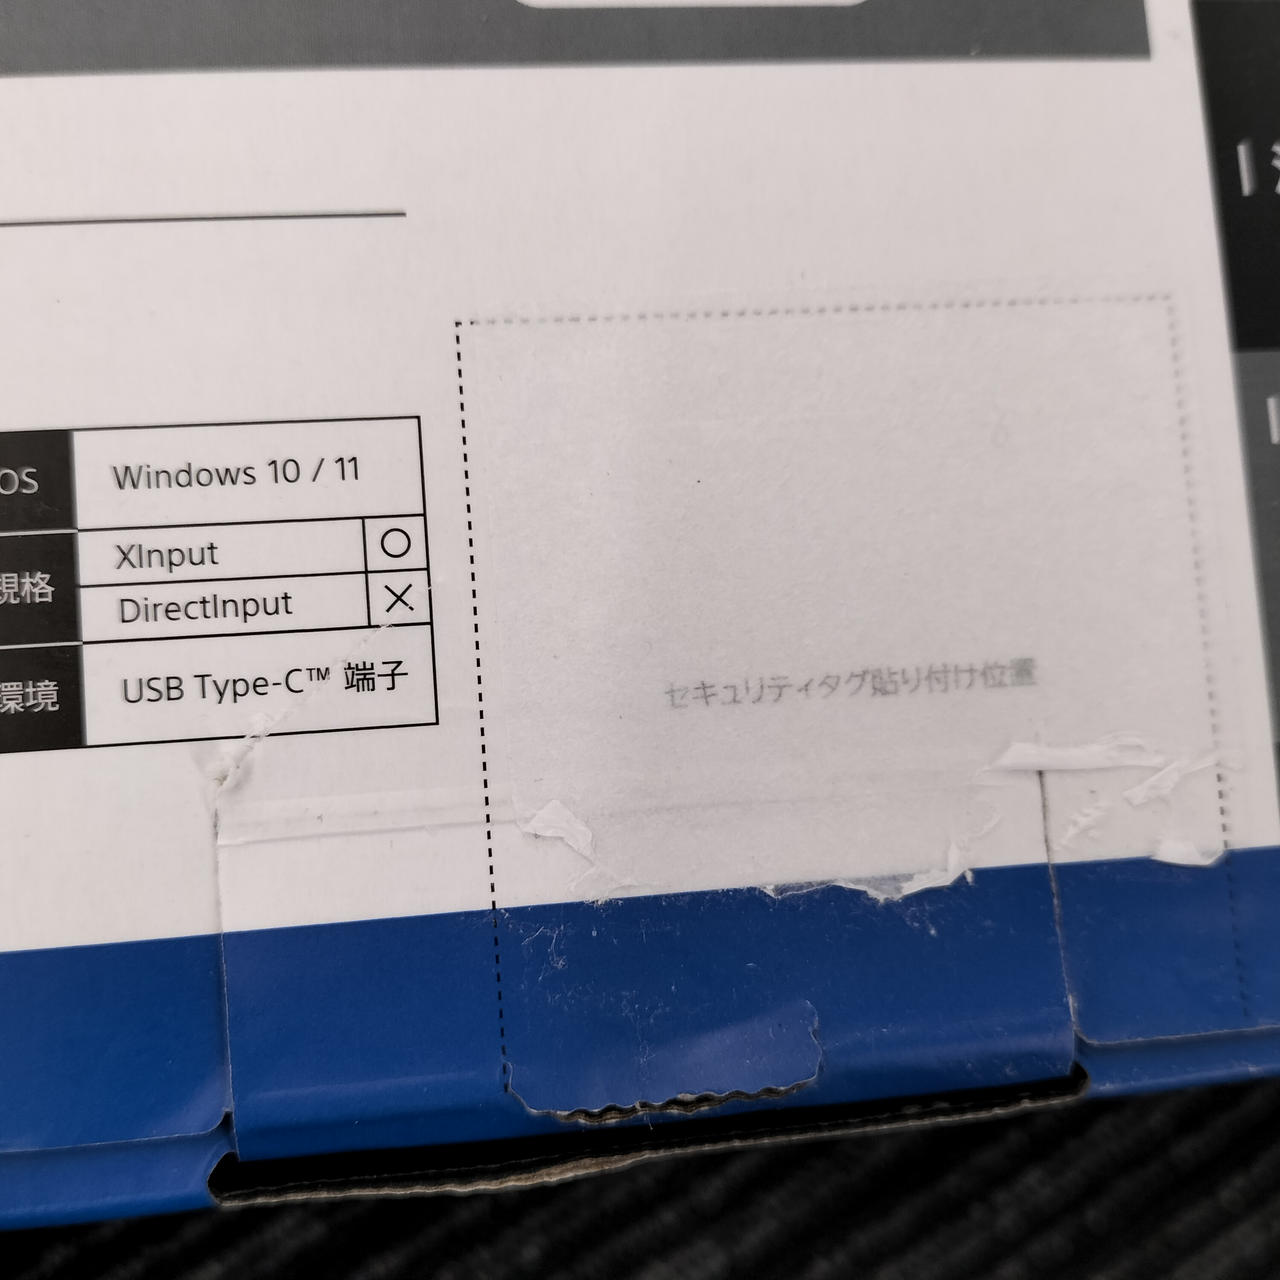 OS
Windows 10 / 11
規格
XInput ○
DirectInput ×
環境
USB Type-C™ 端子
セキュリティタグ貼り付け位置